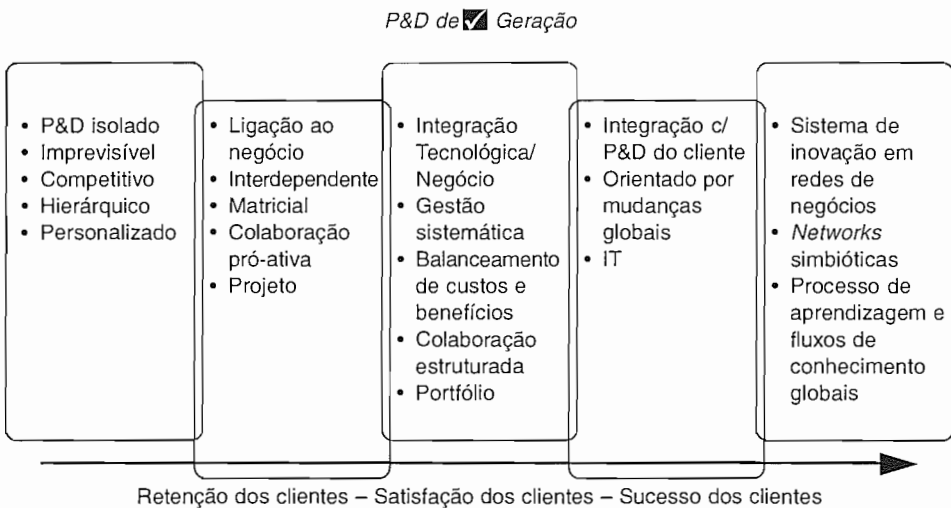 P&D de ☑ Geração
• P&D isolado
• Imprevisível
• Competitivo
• Hierárquico
• Personalizado
• Ligação ao
negócio
• Interdependente
• Matricial
• Colaboração
pró-ativa
• Projeto
• Integração
Tecnológica/
Negócio
• Gestão
sistemática
• Balanceamento
de custos e
benefícios
• Colaboração
estruturada
• Portfólio
• Integração c/
P&D do cliente
• Orientado por
mudanças
globais
• IT
• Sistema de
inovação em
redes de
negócios
• Networks
simbióticas
• Processo de
aprendizagem e
fluxos de
conhecimento
globais
Retenção dos clientes – Satisfação dos clientes – Sucesso dos clientes